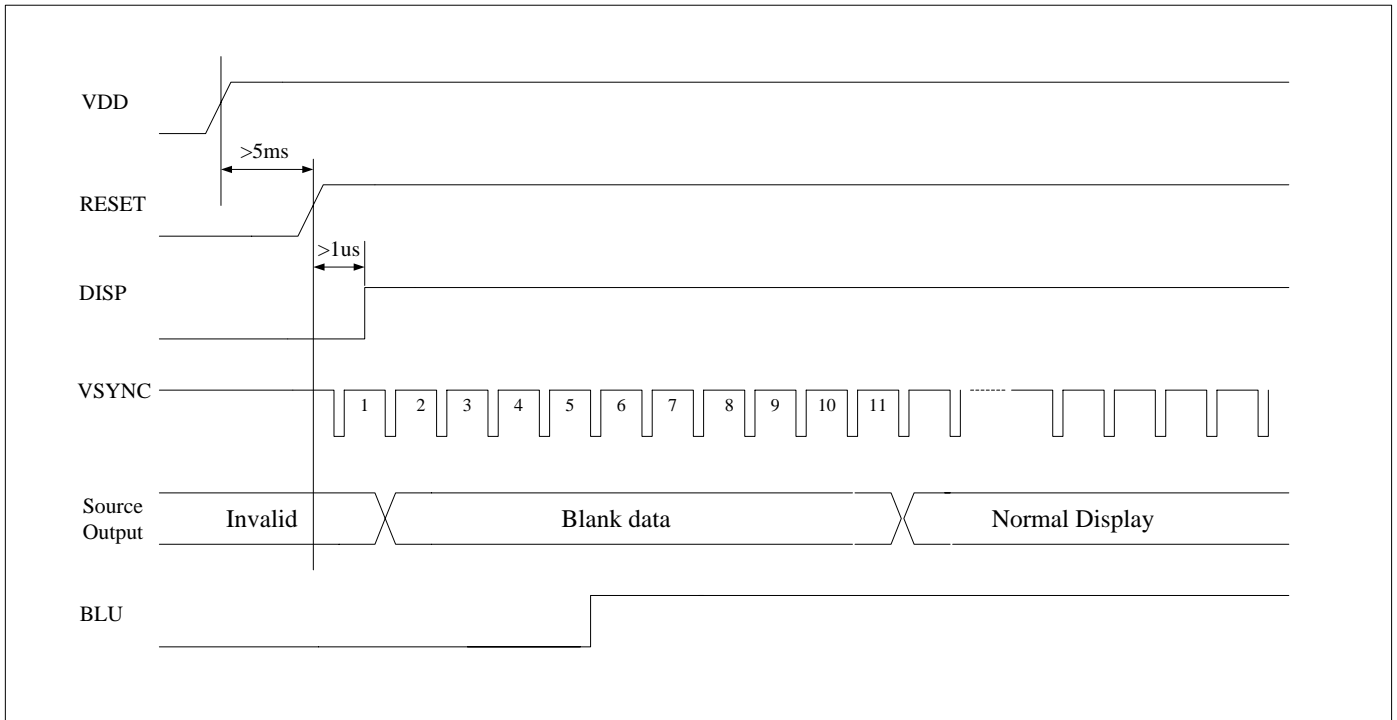 VDD
>5ms
RESET
>1us
DISP
VSYNC
1 2 3 4 5 6 7 8 9 10 11
Source
Output
Invalid Blank data Normal Display
BLU